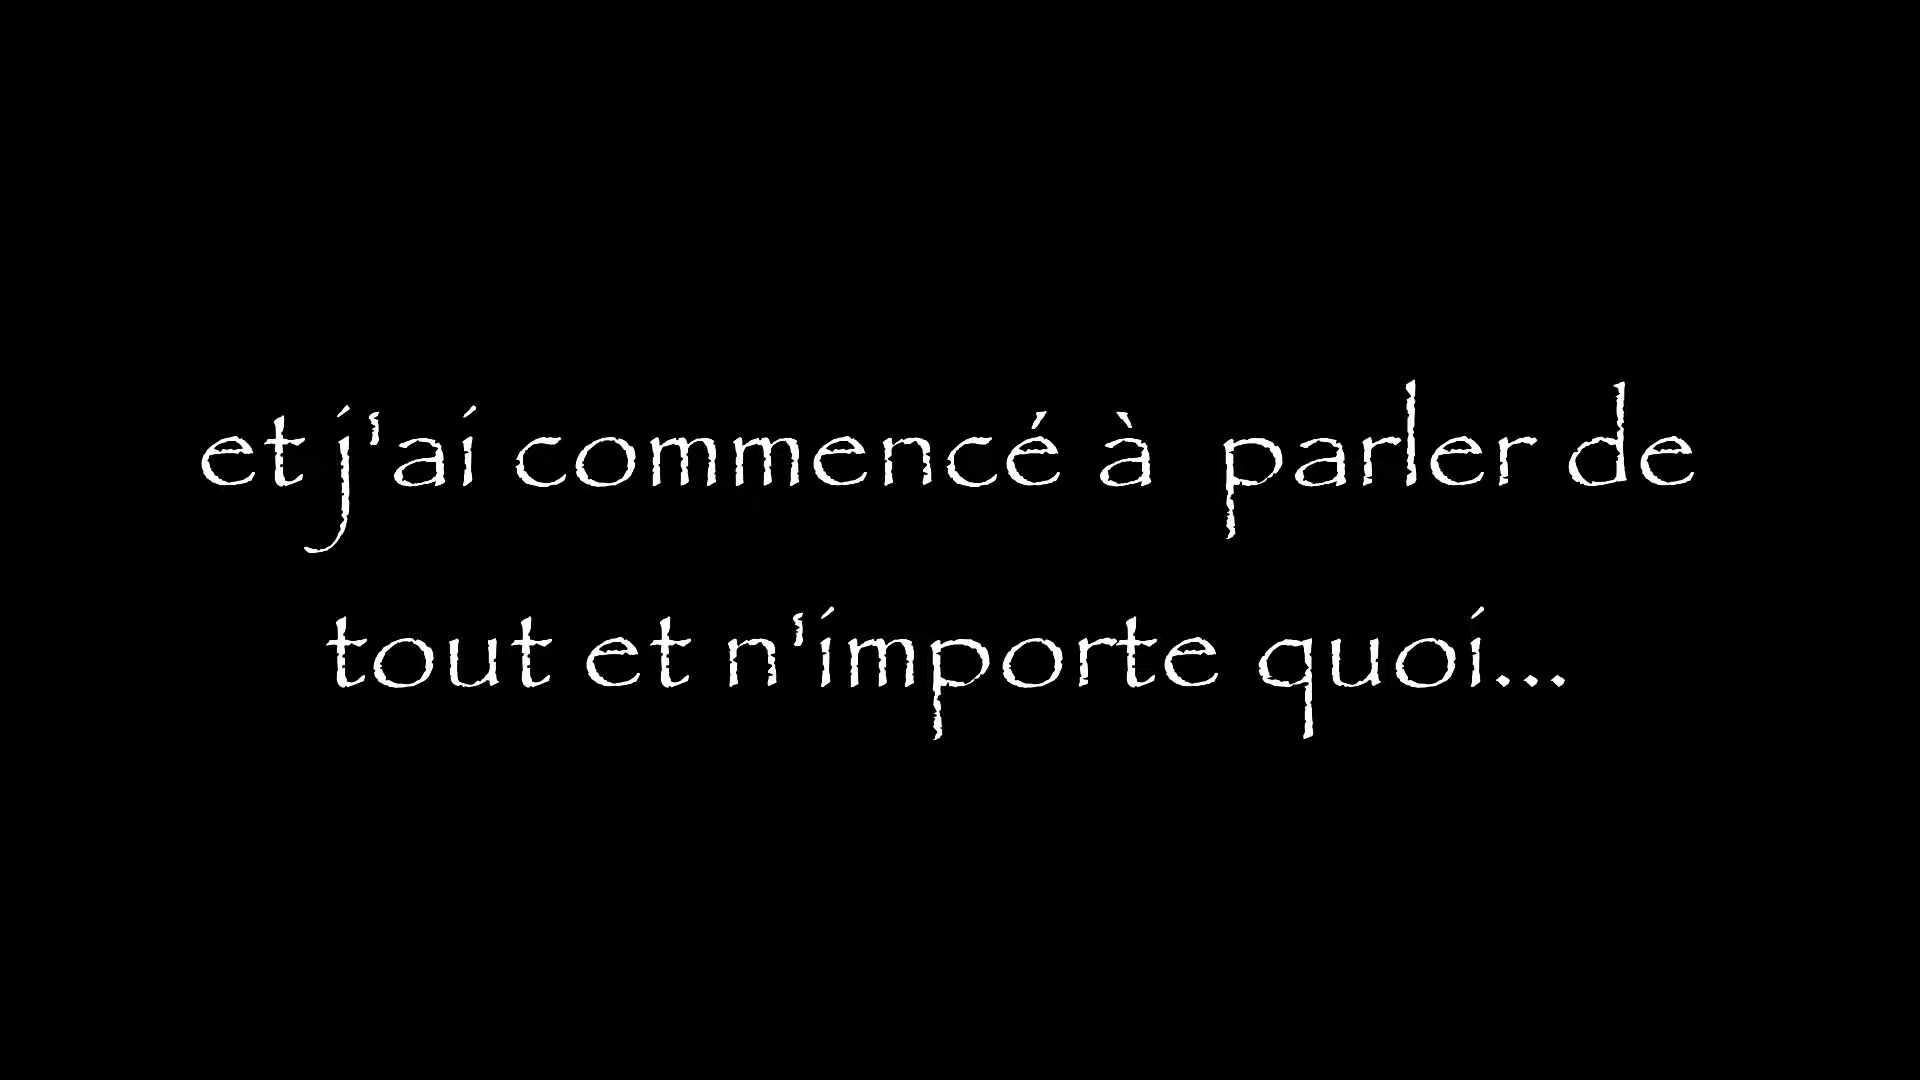 et j'ai commencé à  parler de
tout et n'importe quoi...